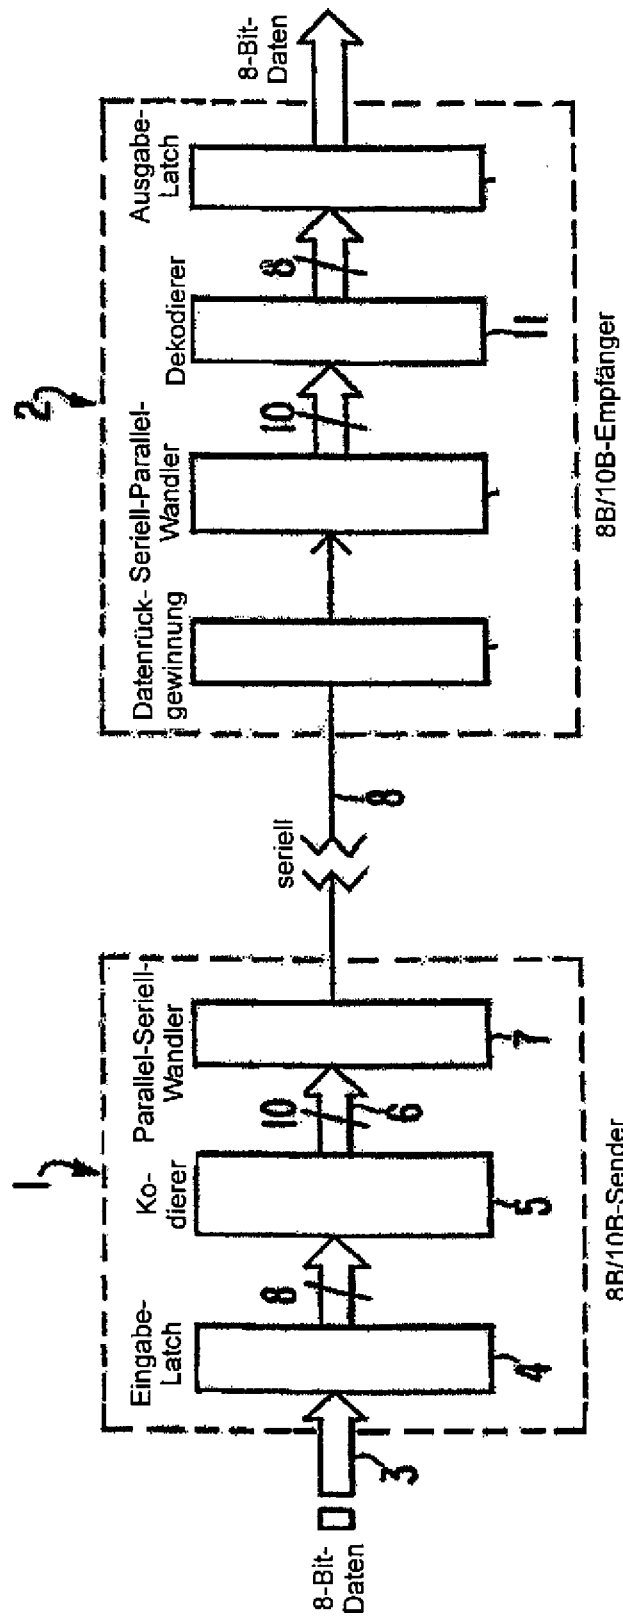 1
8-Bit-
Daten
3
Eingabe-
Latch
4
8
Ko-
dierer
5
10
6
Parallel-Seriell-
Wandler
7
8B/10B-Sender
seriell
8
2
Datenrück-
gewinnung
Seriell-Parallel-
Wandler
10
Dekodierer
11
8
Ausgabe-
Latch
8-Bit-
Daten
8B/10B-Empfänger